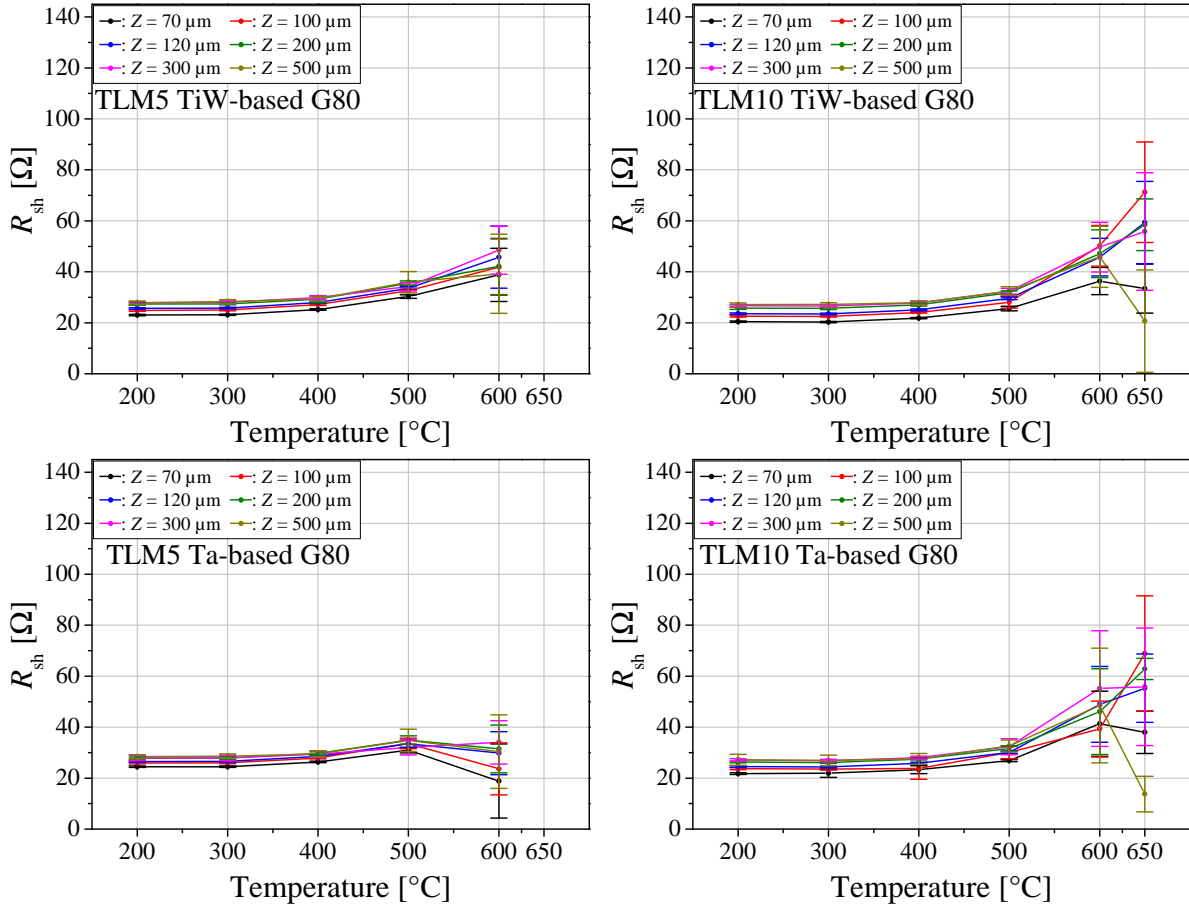 140
120
100
80
60
40
20
0
R_sh [Ω]
: Z = 70 µm : Z = 100 µm
: Z = 120 µm : Z = 200 µm
: Z = 300 µm : Z = 500 µm
TLM5 TiW-based G80
200 300 400 500 600 650
Temperature [°C]
140
120
100
80
60
40
20
0
R_sh [Ω]
: Z = 70 µm : Z = 100 µm
: Z = 120 µm : Z = 200 µm
: Z = 300 µm : Z = 500 µm
TLM10 TiW-based G80
200 300 400 500 600 650
Temperature [°C]
140
120
100
80
60
40
20
0
R_sh [Ω]
: Z = 70 µm : Z = 100 µm
: Z = 120 µm : Z = 200 µm
: Z = 300 µm : Z = 500 µm
TLM5 Ta-based G80
200 300 400 500 600 650
Temperature [°C]
140
120
100
80
60
40
20
0
R_sh [Ω]
: Z = 70 µm : Z = 100 µm
: Z = 120 µm : Z = 200 µm
: Z = 300 µm : Z = 500 µm
TLM10 Ta-based G80
200 300 400 500 600 650
Temperature [°C]